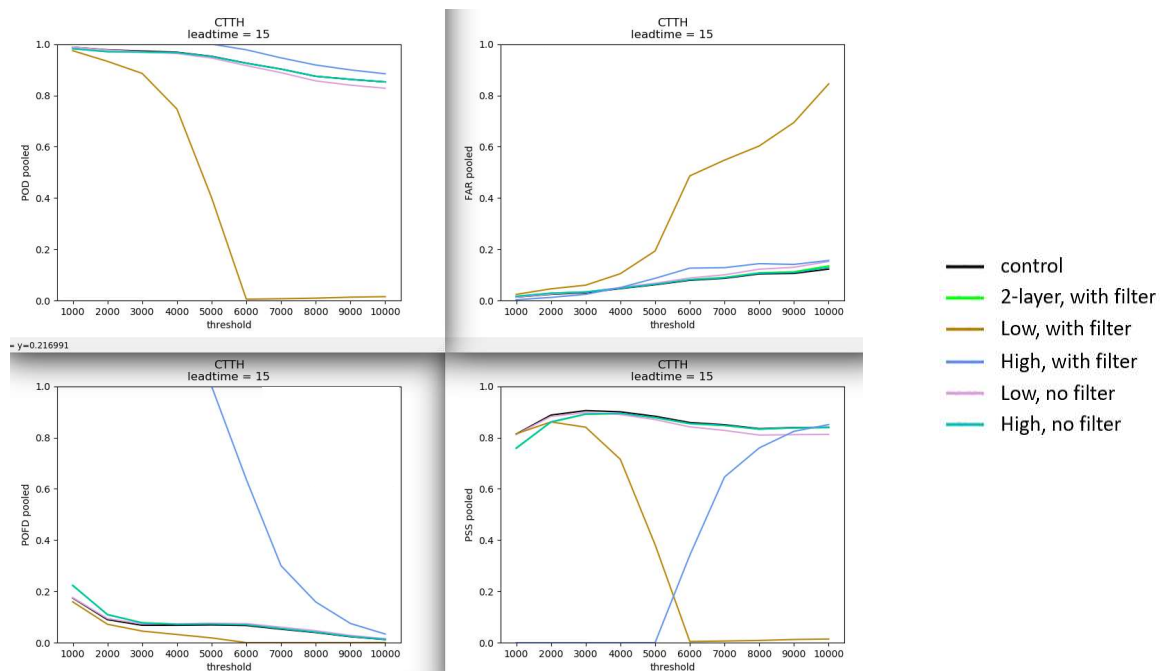 CTTH
leadtime = 15
1.0
0.8
0.6
0.4
0.2
0.0
POD pooled
1000 2000 3000 4000 5000 6000 7000 8000 9000 10000
threshold
CTTH
leadtime = 15
1.0
0.8
0.6
0.4
0.2
0.0
FAR pooled
1000 2000 3000 4000 5000 6000 7000 8000 9000 10000
threshold
= y=0.216991
CTTH
leadtime = 15
1.0
0.8
0.6
0.4
0.2
0.0
POFD pooled
1000 2000 3000 4000 5000 6000 7000 8000 9000 10000
threshold
CTTH
leadtime = 15
1.0
0.8
0.6
0.4
0.2
0.0
PSS pooled
1000 2000 3000 4000 5000 6000 7000 8000 9000 10000
threshold
control
2-layer, with filter
Low, with filter
High, with filter
Low, no filter
High, no filter